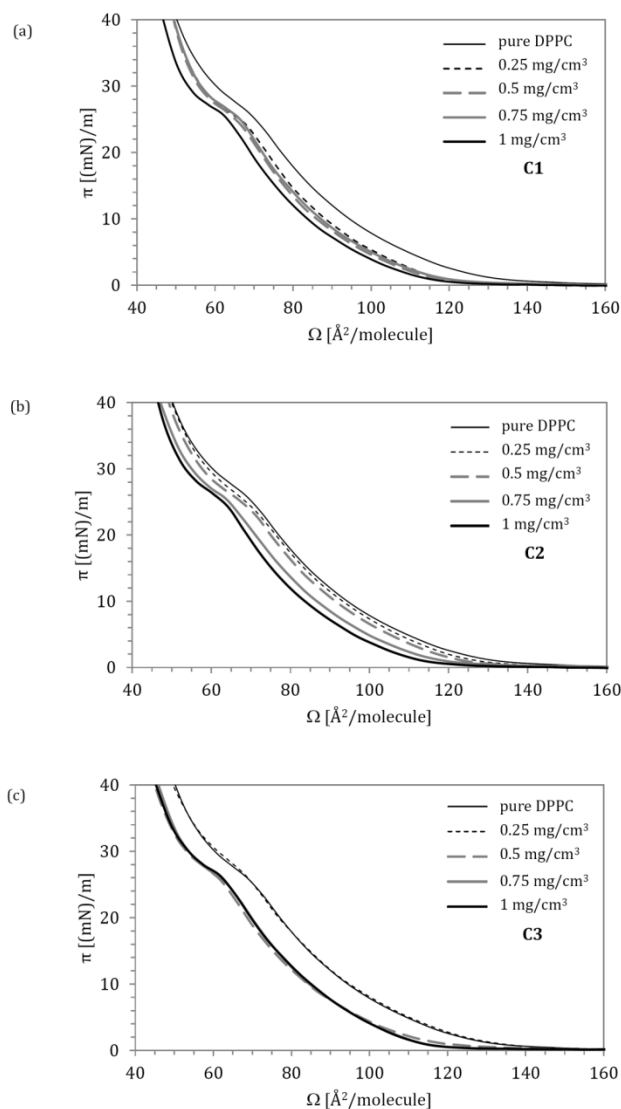 (a)
40
30
20
10
0
π [(mN)/m]
pure DPPC
0.25 mg/cm³
0.5 mg/cm³
0.75 mg/cm³
1 mg/cm³
C1
40 60 80 100 120 140 160
Ω [Å²/molecule]
(b)
40
30
20
10
0
π [(mN)/m]
pure DPPC
0.25 mg/cm³
0.5 mg/cm³
0.75 mg/cm³
1 mg/cm³
C2
40 60 80 100 120 140 160
Ω [Å²/molecule]
(c)
40
30
20
10
0
π [(mN)/m]
pure DPPC
0.25 mg/cm³
0.5 mg/cm³
0.75 mg/cm³
1 mg/cm³
C3
40 60 80 100 120 140 160
Ω [Å²/molecule]